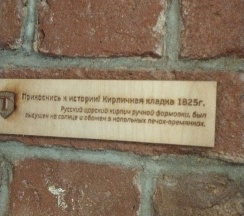 Прикоснись к истории! Кирпичная кладка 1825г.
Русский царский кирпич ручной формовки, был
высушен на солнце и обожжен в напольных печах-времянках.